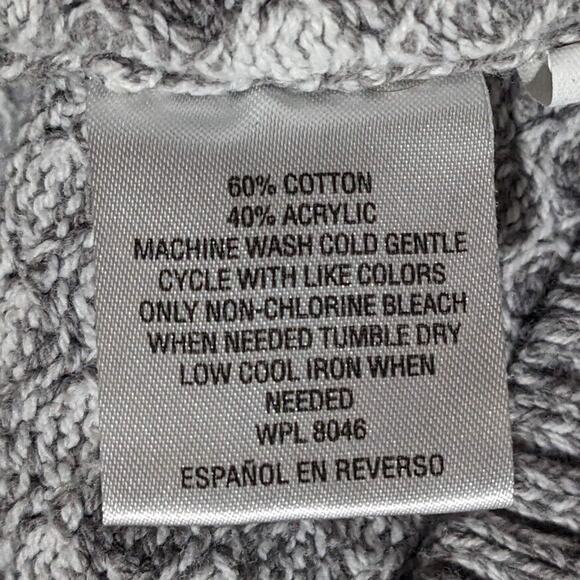 60% COTTON
40% ACRYLIC
MACHINE WASH COLD GENTLE
CYCLE WITH LIKE COLORS
ONLY NON-CHLORINE BLEACH
WHEN NEEDED TUMBLE DRY
LOW COOL IRON WHEN
NEEDED
WPL 8046
ESPAÑOL EN REVERSO